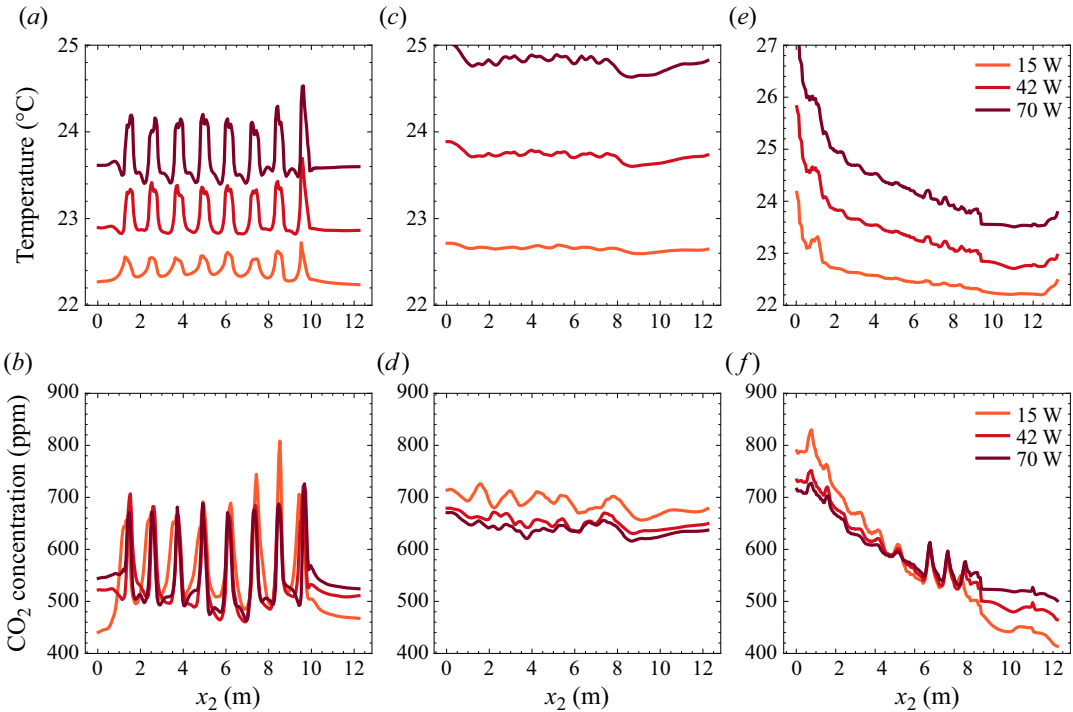 (a)
(c)
(e)
Temperature (°C)
25
24
23
22
0 2 4 6 8 10 12
25
24
23
22
0 2 4 6 8 10 12
27
26
25
24
23
22
0 2 4 6 8 10 12
15 W
42 W
70 W
(b)
(d)
(f)
CO₂ concentration (ppm)
900
800
700
600
500
400
0 2 4 6 8 10 12
x₂ (m)
900
800
700
600
500
400
0 2 4 6 8 10 12
x₂ (m)
900
800
700
600
500
400
0 2 4 6 8 10 12
x₂ (m)
15 W
42 W
70 W